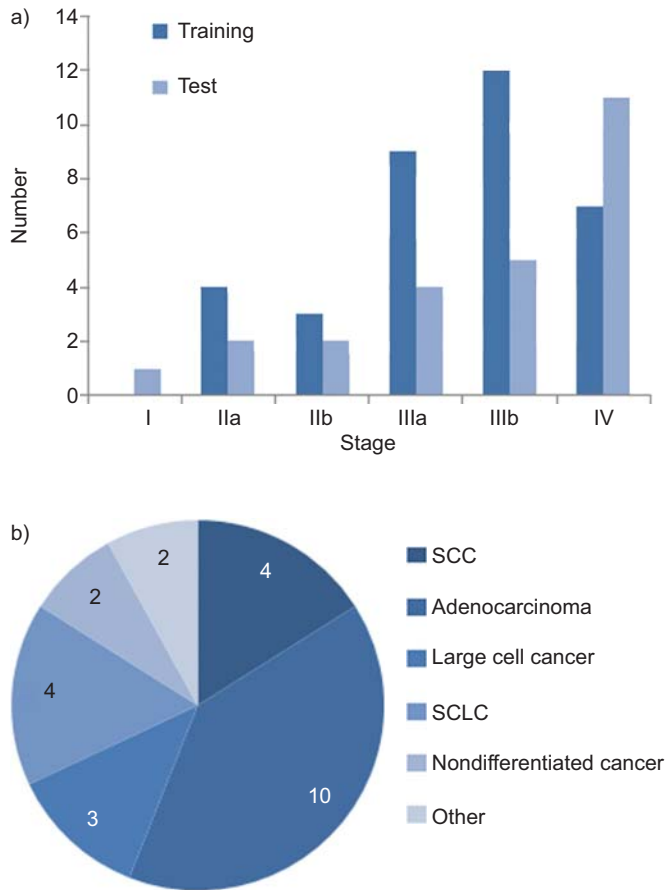 a)
14
12
10
8
6
4
2
0
Number
Training
Test
I IIa IIb IIIa IIIb IV
Stage
b)
4
10
3
4
2
2
SCC
Adenocarcinoma
Large cell cancer
SCLC
Nondifferentiated cancer
Other